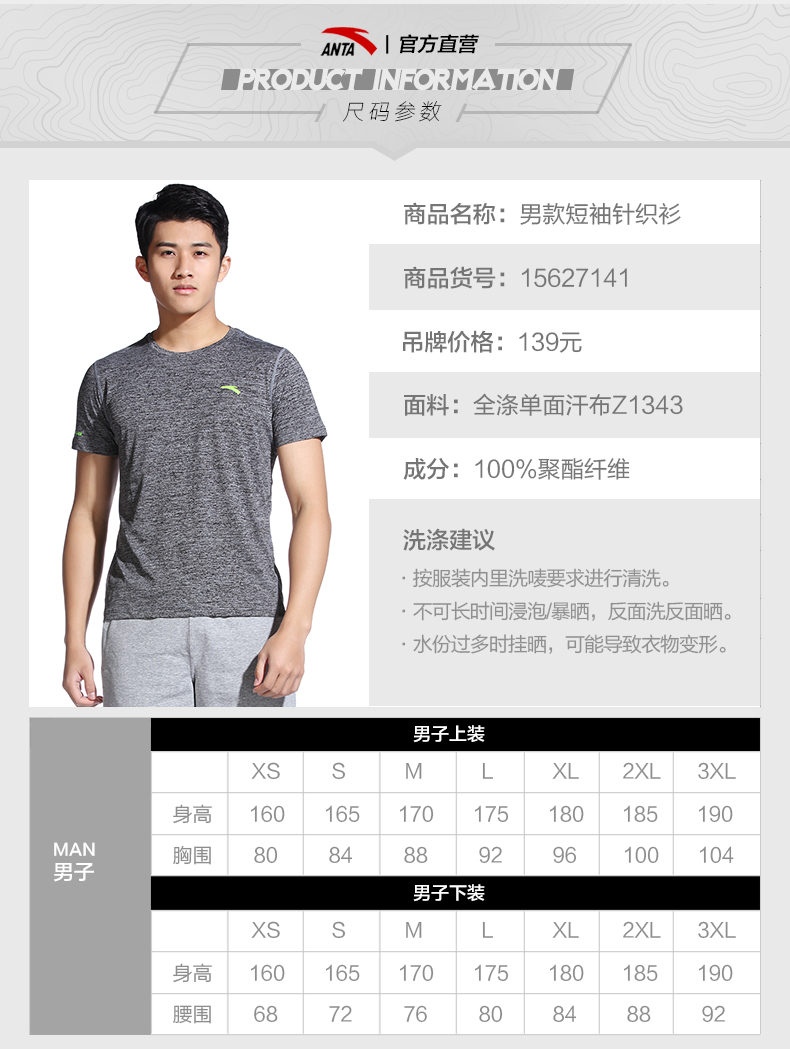 ANTA | 官方直营
PRODUCT INFORMATION
尺码参数
商品名称：男款短袖针织衫
商品货号：15627141
吊牌价格：139元
面料：全涤单面汗布Z1343
成分：100%聚酯纤维
洗涤建议
·按服装内里洗唛要求进行清洗。
·不可长时间浸泡/暴晒，反面洗反面晒。
·水份过多时挂晒，可能导致衣物变形。
MAN
男子
男子上装
XS S M L XL 2XL 3XL
身高 160 165 170 175 180 185 190
胸围 80 84 88 92 96 100 104
男子下装
XS S M L XL 2XL 3XL
身高 160 165 170 175 180 185 190
腰围 68 72 76 80 84 88 92